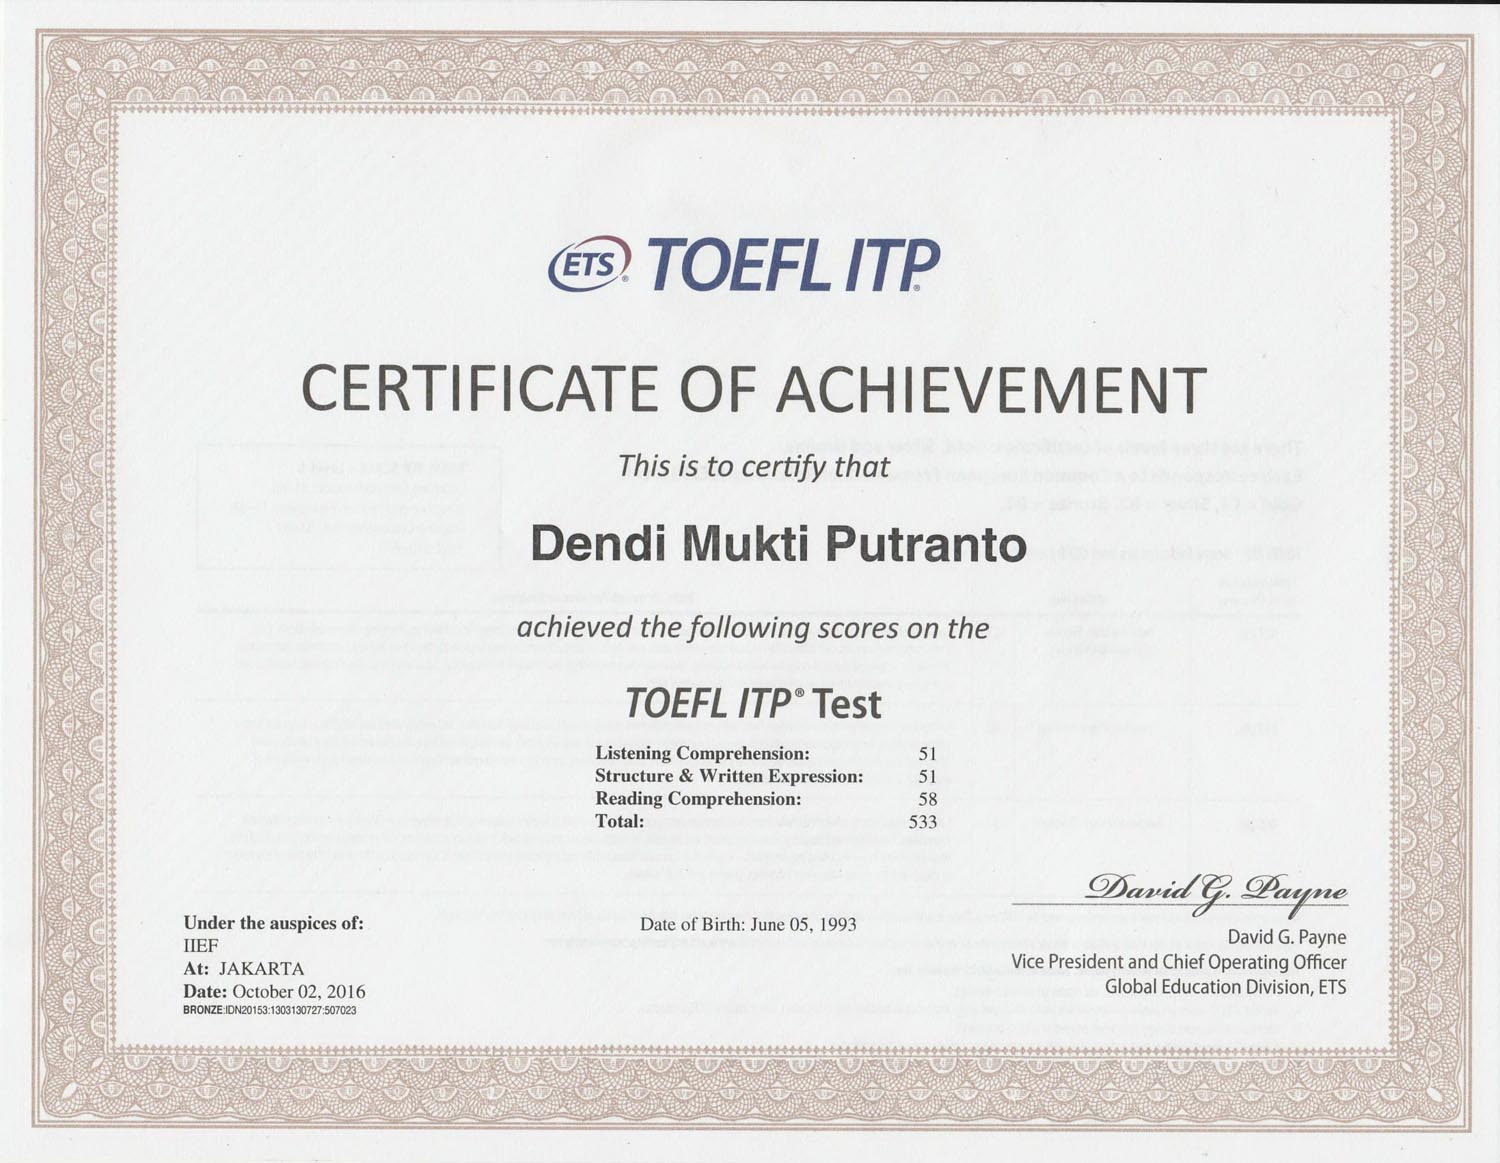 ETS® TOEFL ITP®
CERTIFICATE OF ACHIEVEMENT
This is to certify that
Dendi Mukti Putranto
achieved the following scores on the
TOEFL ITP® Test
Listening Comprehension: 51
Structure & Written Expression: 51
Reading Comprehension: 58
Total: 533
David G. Payne
Under the auspices of:
IIEF
At: JAKARTA
Date: October 02, 2016
BRONZE:IDN20153:1303130727:507023
Date of Birth: June 05, 1993
David G. Payne
Vice President and Chief Operating Officer
Global Education Division, ETS